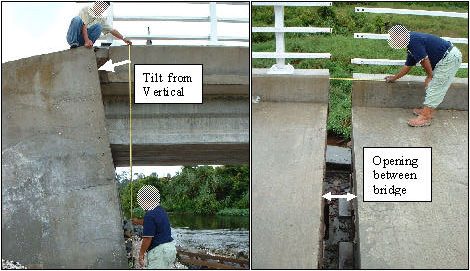 Tilt from
Vertical
Opening
between
bridge